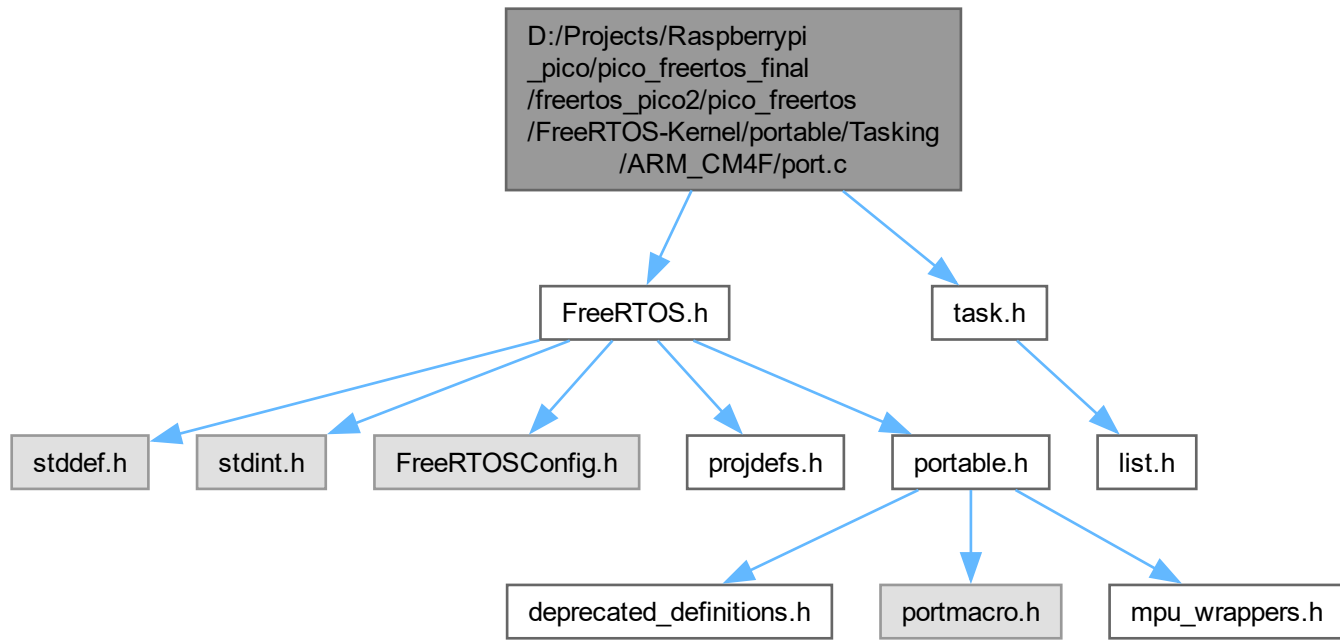 D:/Projects/Raspberrypi
_pico/pico_freertos_final
/freertos_pico2/pico_freertos
/FreeRTOS-Kernel/portable/Tasking
/ARM_CM4F/port.c
FreeRTOS.h
task.h
stddef.h
stdint.h
FreeRTOSConfig.h
projdefs.h
portable.h
list.h
deprecated_definitions.h
portmacro.h
mpu_wrappers.h